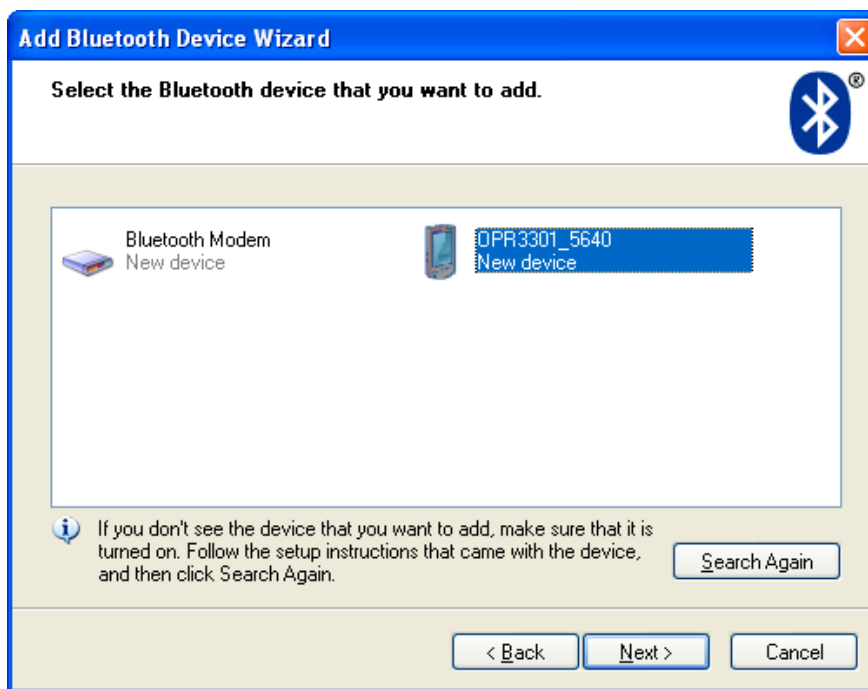 Add Bluetooth Device Wizard
Select the Bluetooth device that you want to add.
®
Bluetooth Modem
New device
OPR3301_5640
New device
If you don't see the device that you want to add, make sure that it is
turned on. Follow the setup instructions that came with the device,
and then click Search Again.
Search Again
< Back
Next >
Cancel